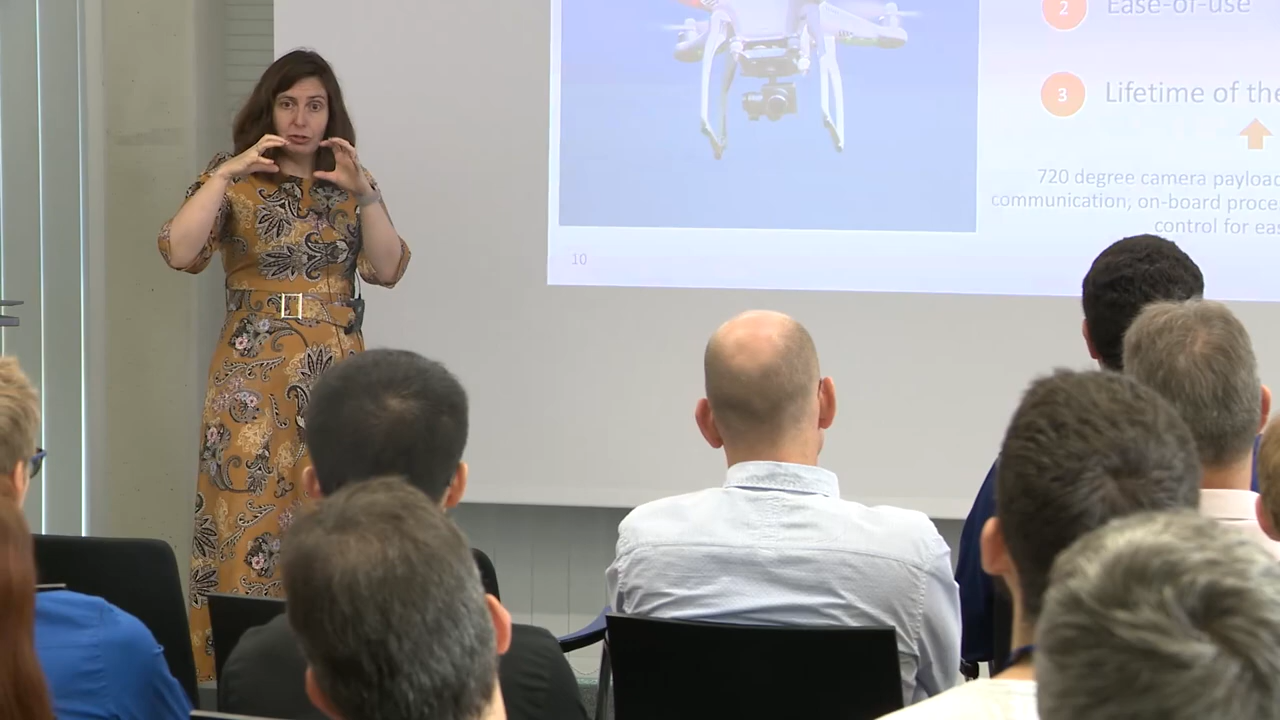 2 Ease-of-use
3 Lifetime of the
720 degree camera payload
communication, on-board proce
control for eas
10